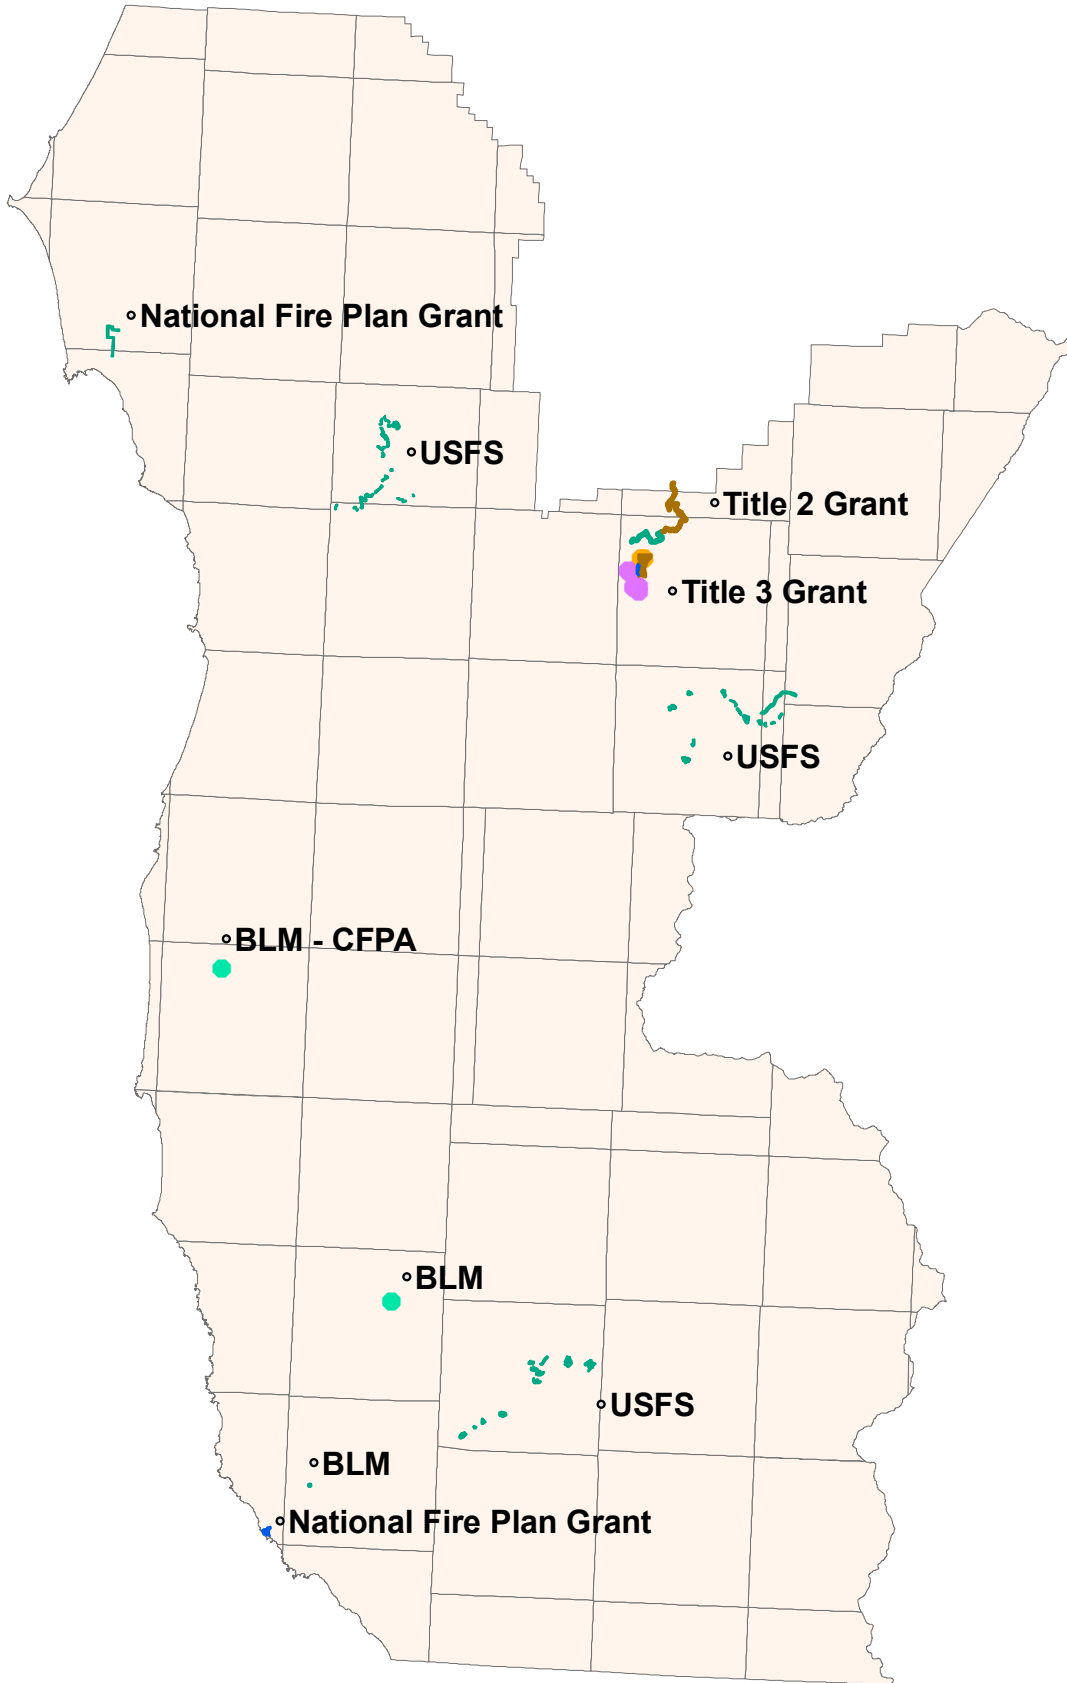 National Fire Plan Grant
USFS
Title 2 Grant
Title 3 Grant
USFS
BLM - CFPA
BLM
USFS
BLM
National Fire Plan Grant